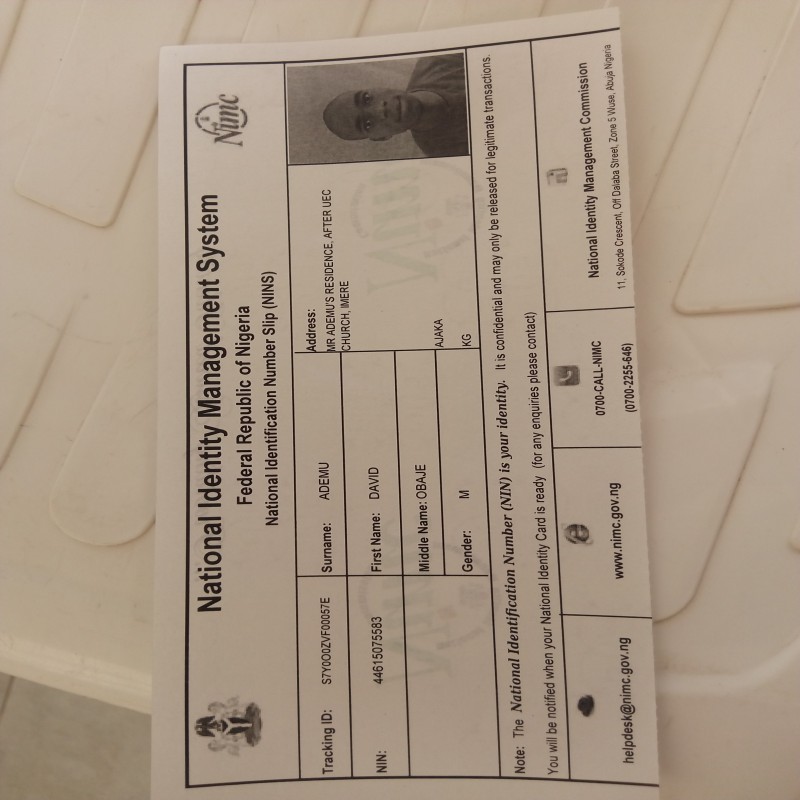 Nimc
National Identity Management System
Federal Republic of Nigeria
National Identification Number Slip (NINS)
Tracking ID: S7Y0O0ZVF00057E
Surname: ADEMU
Address:
MR ADEMU'S RESIDENCE, AFTER UEC
CHURCH, IMERE
NIN: 44615075583
First Name: DAVID
Middle Name: OBAJE
AJAKA
Gender: M
KG
Note: The National Identification Number (NIN) is your identity. It is confidential and may only be released for legitimate transactions.
You will be notified when your National Identity Card is ready (for any enquiries please contact)
helpdesk@nimc.gov.ng
www.nimc.gov.ng
0700-CALL-NIMC
(0700-2255-646)
National Identity Management Commission
11, Sokode Crescent, Off Dalaba Street, Zone 5 Wuse, Abuja Nigeria